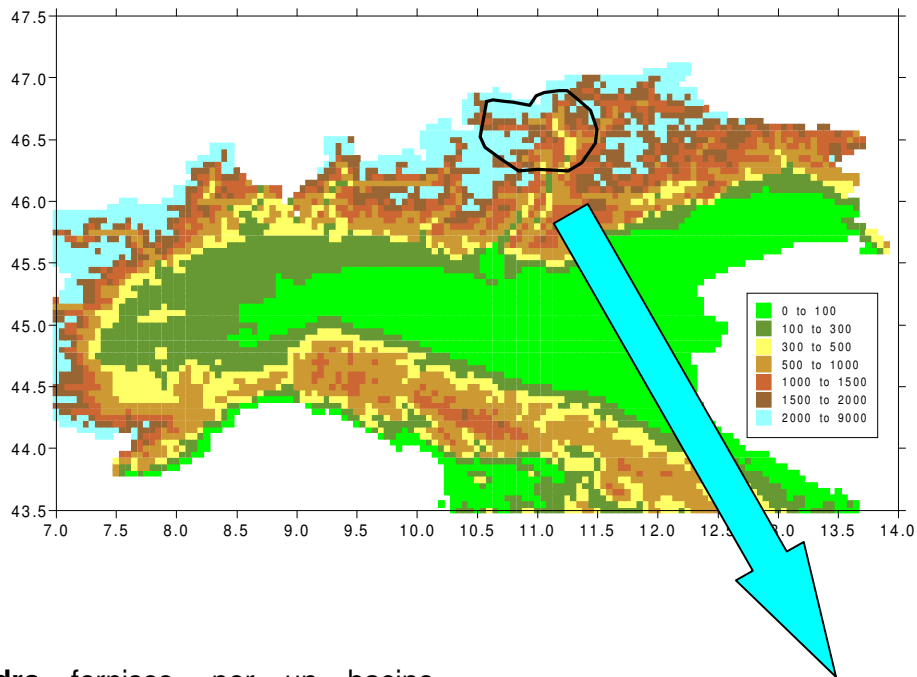 47.5
47.0
46.5
46.0
45.5
45.0
44.5
44.0
43.5
0 to 100
100 to 300
300 to 500
500 to 1000
1000 to 1500
1500 to 2000
2000 to 9000
7.0 7.5 8.0 8.5 9.0 9.5 10.0 10.5 11.0 11.5 12.0 12.5 13.0 13.5 14.0
fornisce, per un bacino